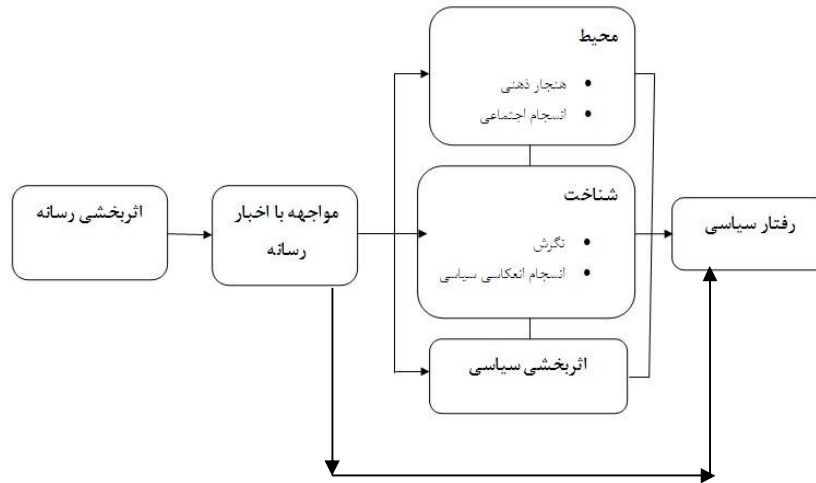 محیط
هنجار ذهنی
انسجام اجتماعی
شناخت
نگرش
انسجام انعکاسی سیاسی
اثربخشی سیاسی
رفتار سیاسی
مواجهه با اخبار
رسانه
اثربخشی رسانه